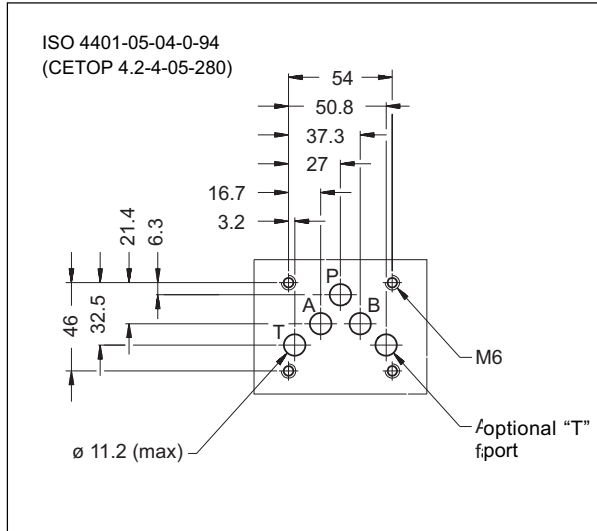 ISO 4401-05-04-0-94
(CETOP 4.2-4-05-280)
54
50.8
37.3
27
16.7
3.2
21.4
6.3
46
32.5
P
A
B
T
M6
ø 11.2 (max)
optional “T”
port